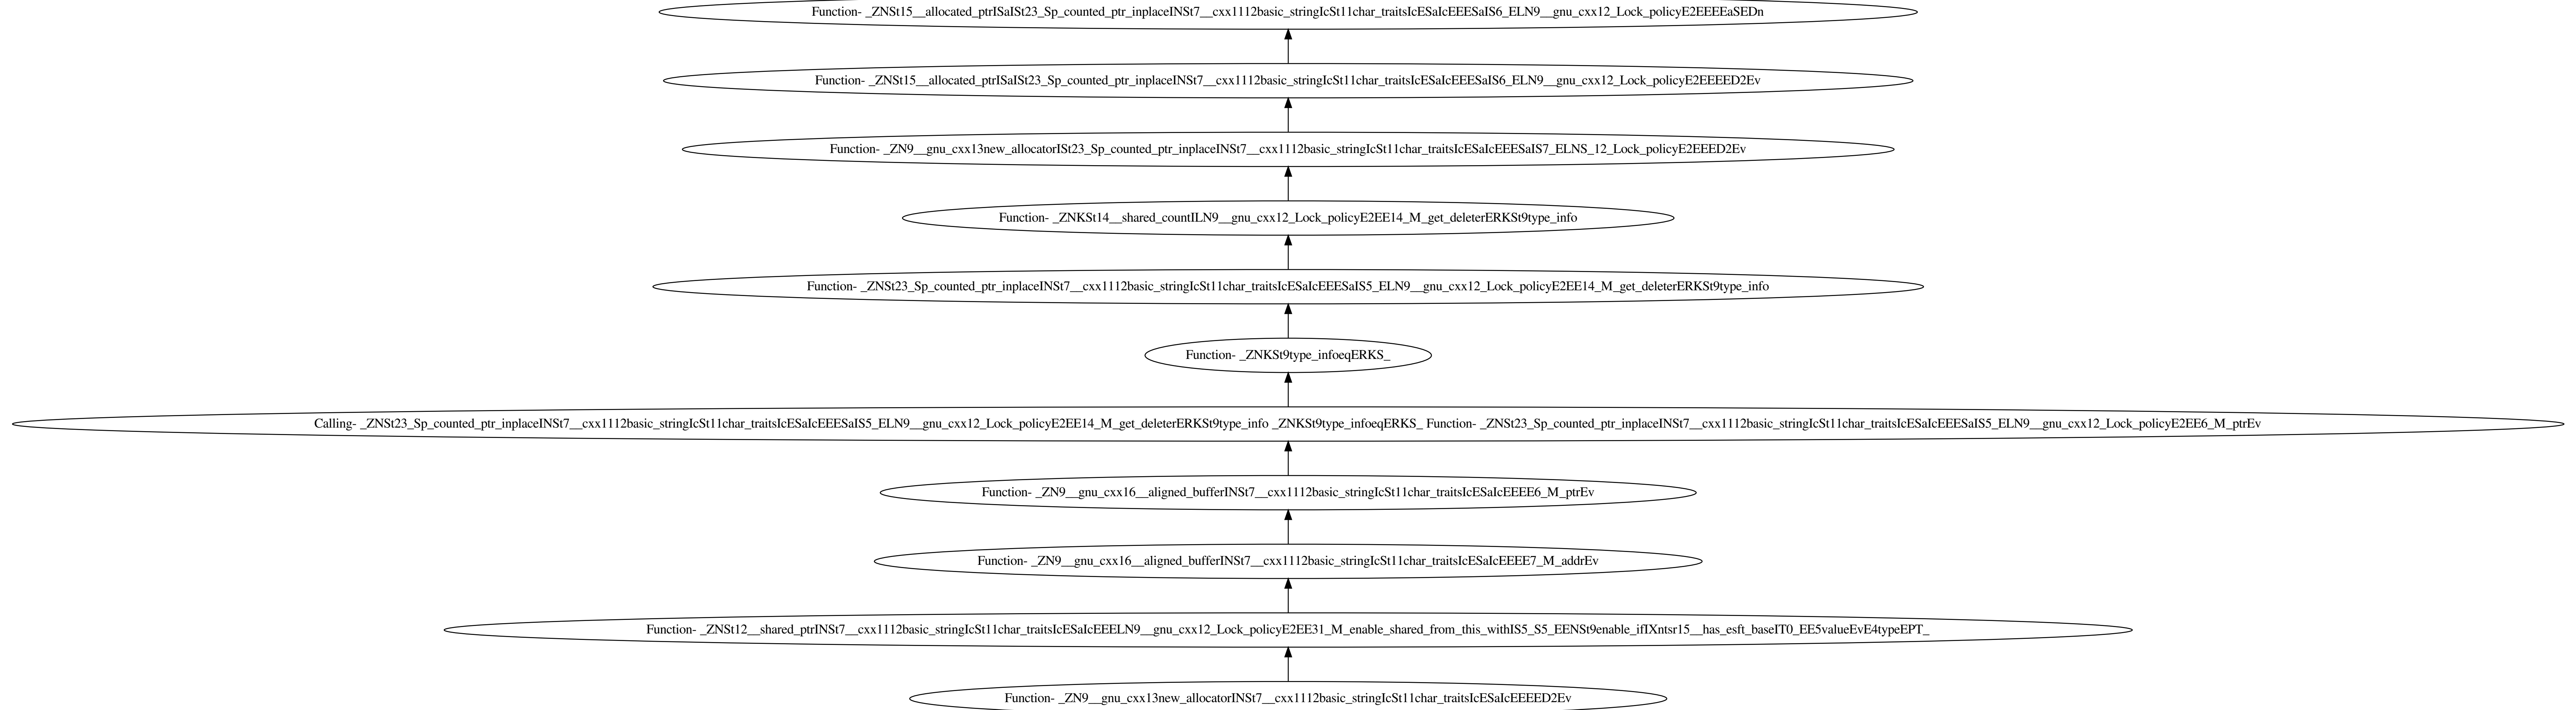 Function- _ZNSt15__allocated_ptrISaISt23_Sp_counted_ptr_inplaceINSt7__cxx1112basic_stringIcSt11char_traitsIcESaIcEEESaIS6_ELN9__gnu_cxx12_Lock_policyE2EEEEaSEDn
Function- _ZNSt15__allocated_ptrISaISt23_Sp_counted_ptr_inplaceINSt7__cxx1112basic_stringIcSt11char_traitsIcESaIcEEESaIS6_ELN9__gnu_cxx12_Lock_policyE2EEEED2Ev
Function- _ZN9__gnu_cxx13new_allocatorISt23_Sp_counted_ptr_inplaceINSt7__cxx1112basic_stringIcSt11char_traitsIcESaIcEEESaIS7_ELNS_12_Lock_policyE2EEED2Ev
Function- _ZNKSt14__shared_countILN9__gnu_cxx12_Lock_policyE2EE14_M_get_deleterERKSt9type_info
Function- _ZNSt23_Sp_counted_ptr_inplaceINSt7__cxx1112basic_stringIcSt11char_traitsIcESaIcEEESaIS5_ELN9__gnu_cxx12_Lock_policyE2EE14_M_get_deleterERKSt9type_info
Function- _ZNKSt9type_infoeqERKS_
Calling- _ZNSt23_Sp_counted_ptr_inplaceINSt7__cxx1112basic_stringIcSt11char_traitsIcESaIcEEESaIS5_ELN9__gnu_cxx12_Lock_policyE2EE14_M_get_deleterERKSt9type_info _ZNKSt9type_infoeqERKS_ Function- _ZNSt23_Sp_counted_ptr_inplaceINSt7__cxx1112basic_stringIcSt11char_traitsIcESaIcEEESaIS5_ELN9__gnu_cxx12_Lock_policyE2EE6_M_ptrEv
Function- _ZN9__gnu_cxx16__aligned_bufferINSt7__cxx1112basic_stringIcSt11char_traitsIcESaIcEEEE6_M_ptrEv
Function- _ZN9__gnu_cxx16__aligned_bufferINSt7__cxx1112basic_stringIcSt11char_traitsIcESaIcEEEE7_M_addrEv
Function- _ZNSt12__shared_ptrINSt7__cxx1112basic_stringIcSt11char_traitsIcESaIcEEELN9__gnu_cxx12_Lock_policyE2EE31_M_enable_shared_from_this_withIS5_S5_EENSt9enable_ifIXntsr15__has_esft_baseIT0_EE5valueEvE4typeEPT_
Function- _ZN9__gnu_cxx13new_allocatorINSt7__cxx1112basic_stringIcSt11char_traitsIcESaIcEEEED2Ev